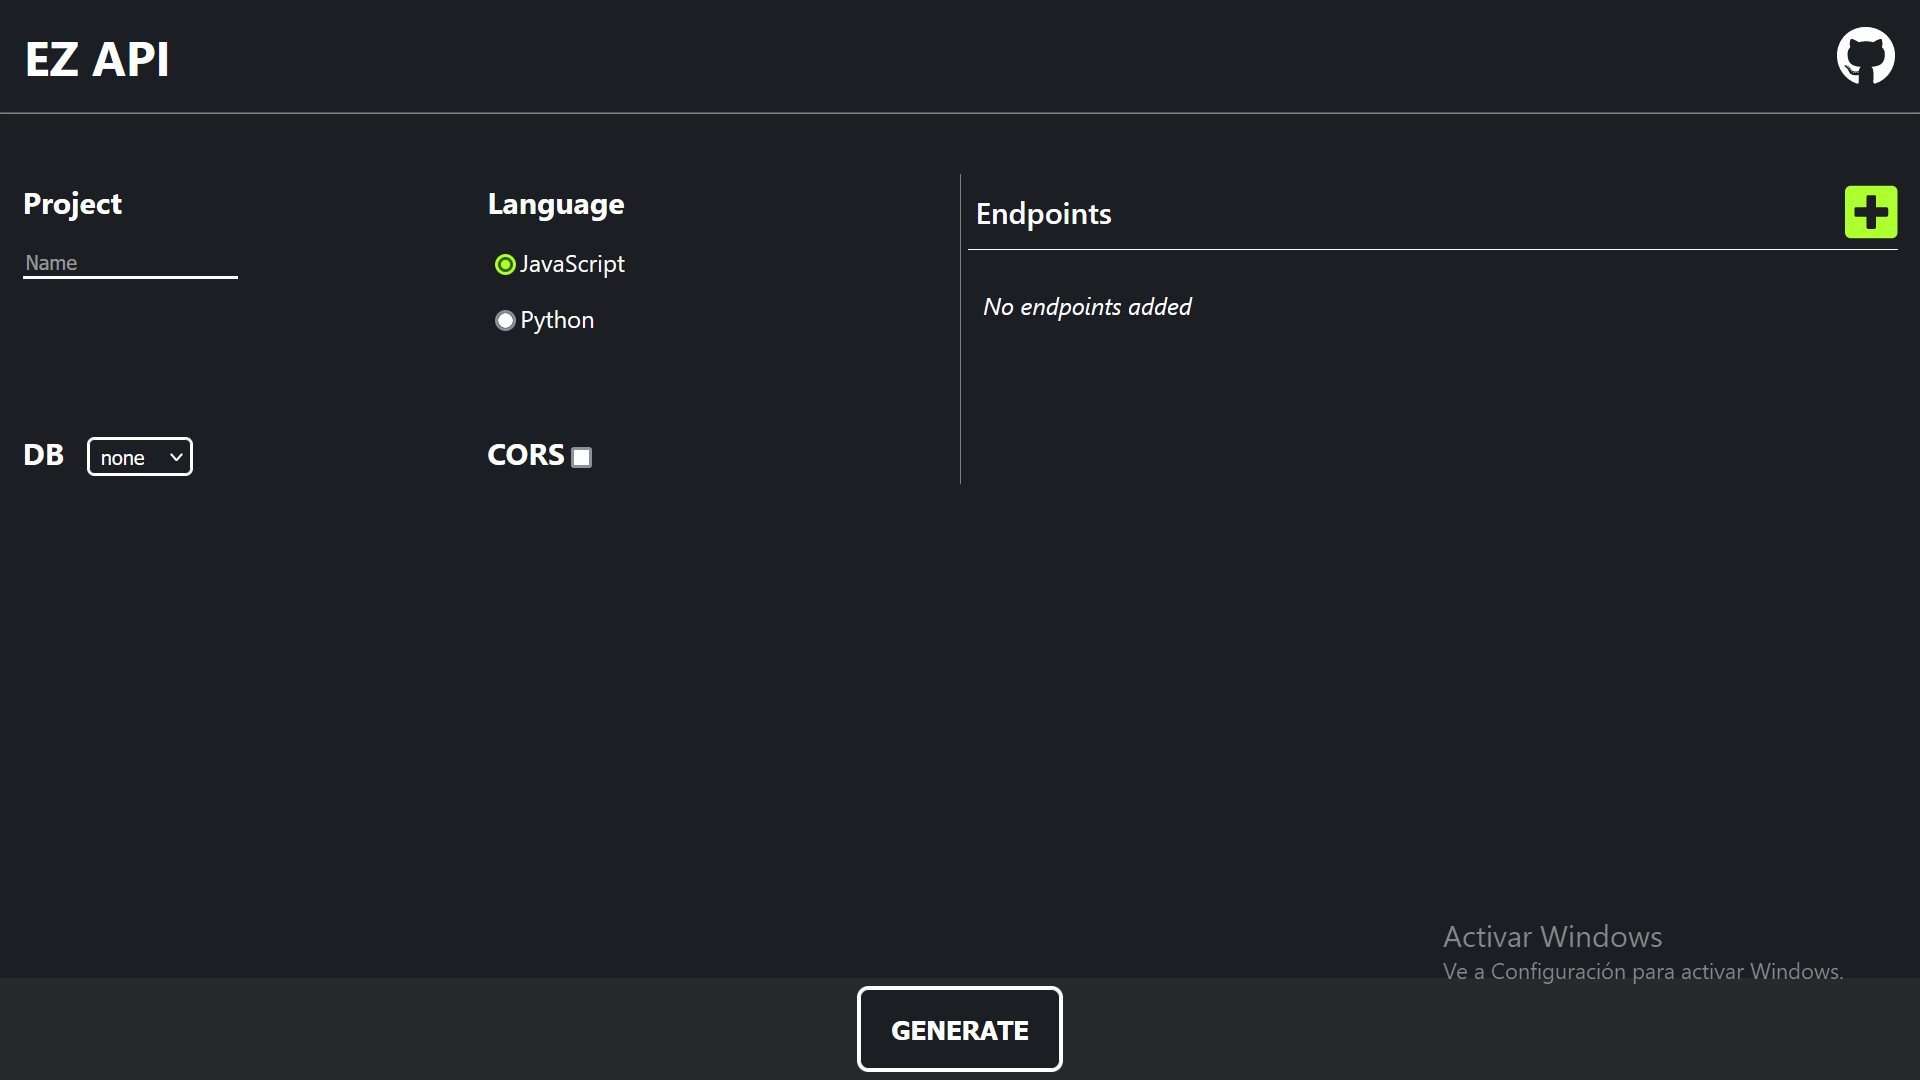 EZ API
Project
Name
Language
JavaScript
Python
DB
none
CORS
Endpoints
No endpoints added
Activar Windows
Ve a Configuración para activar Windows.
GENERATE